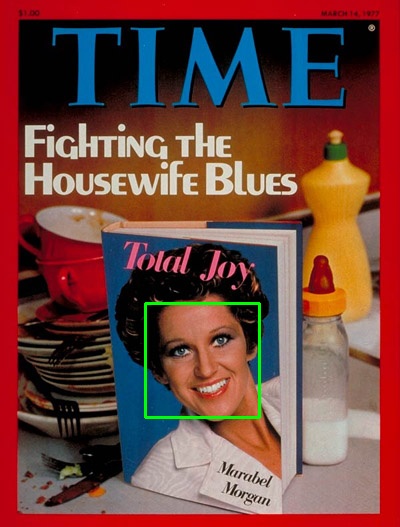 $1.00
MARCH 14, 1977
TIME
®
Fighting the
Housewife Blues
Total Joy
Marabel
Morgan